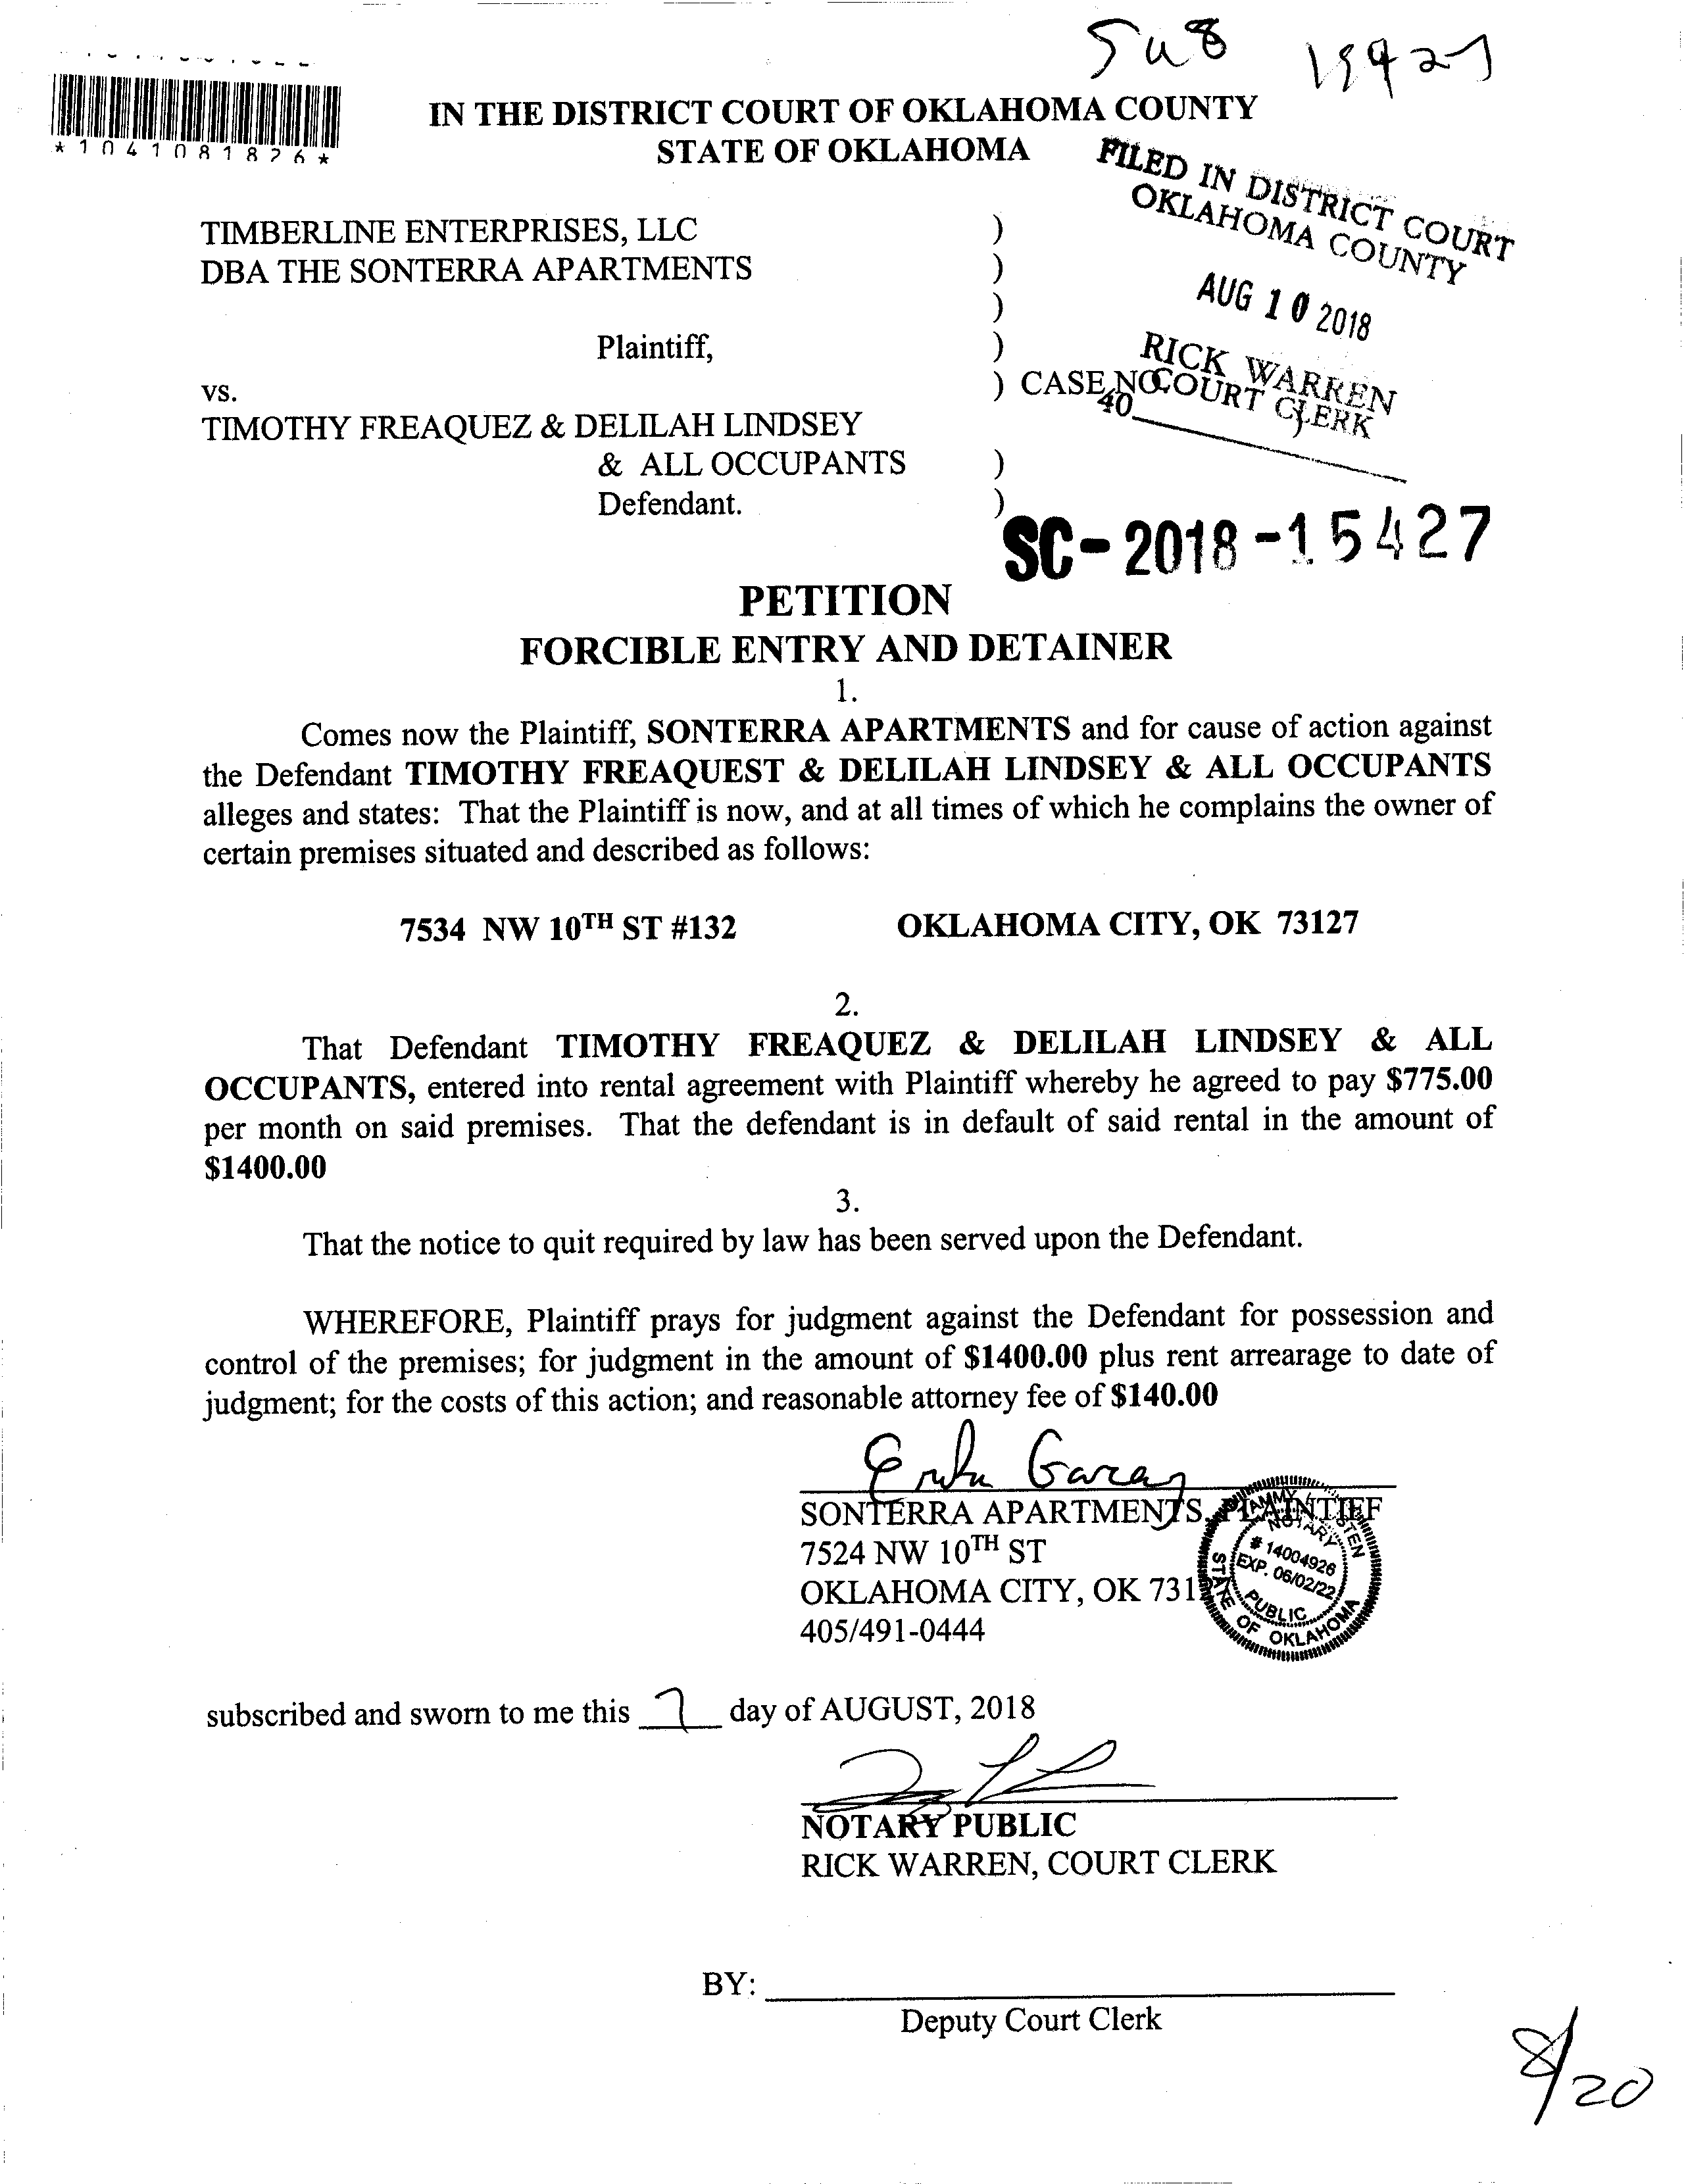 *1041081826*
IN THE DISTRICT COURT OF OKLAHOMA COUNTY
STATE OF OKLAHOMA
FILED IN DISTRICT COURT
OKLAHOMA COUNTY
AUG 10 2018
RICK WARREN
COURT CLERK
40
TIMBERLINE ENTERPRISES, LLC )
DBA THE SONTERRA APARTMENTS )
)
Plaintiff, )
vs. ) CASE NO
TIMOTHY FREAQUEZ & DELILAH LINDSEY
& ALL OCCUPANTS )
Defendant. )
SC-2018-15427
PETITION
FORCIBLE ENTRY AND DETAINER
1.
Comes now the Plaintiff, SONTERRA APARTMENTS and for cause of action against
the Defendant TIMOTHY FREAQUEST & DELILAH LINDSEY & ALL OCCUPANTS
alleges and states: That the Plaintiff is now, and at all times of which he complains the owner of
certain premises situated and described as follows:
7534 NW 10TH ST #132 OKLAHOMA CITY, OK 73127
2.
That Defendant TIMOTHY FREAQUEZ & DELILAH LINDSEY & ALL
OCCUPANTS, entered into rental agreement with Plaintiff whereby he agreed to pay $775.00
per month on said premises. That the defendant is in default of said rental in the amount of
$1400.00
3.
That the notice to quit required by law has been served upon the Defendant.
WHEREFORE, Plaintiff prays for judgment against the Defendant for possession and
control of the premises; for judgment in the amount of $1400.00 plus rent arrearage to date of
judgment; for the costs of this action; and reasonable attorney fee of $140.00
Erika Garay
SONTERRA APARTMENTS, PLAINTIFF
7524 NW 10TH ST
OKLAHOMA CITY, OK 73127
405/491-0444
NOTARY
# 14004926
EXP. 06/02/22
PUBLIC
STATE OF OKLAHOMA
subscribed and sworn to me this 7 day of AUGUST, 2018
NOTARY PUBLIC
RICK WARREN, COURT CLERK
BY:
Deputy Court Clerk
8/20